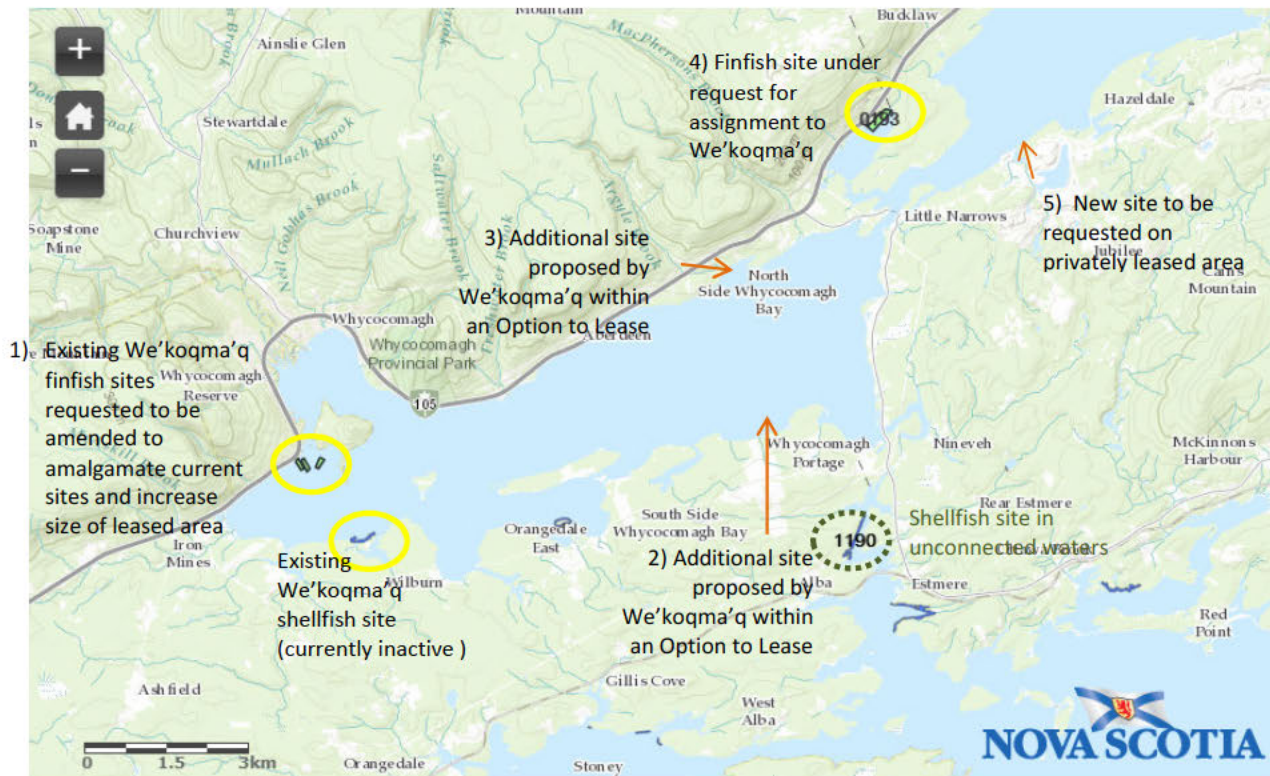 Mountain
Bucklaw
MacPhersons
Ainslie Glen
4) Finfish site under
request for
assignment to
We'koqma'q
0193
Hazeldale
Stewartdale
Mullach Brook
Saltwater Brook
Argyle Brook
Soapstone
Mine
Churchview
Neil Gobhas Brook
3) Additional site
proposed by
We'koqma'q within
an Option to Lease
Little Narrows
5) New site to be
requested on
privately leased area
Jubilee
Cain's
Mountain
North
Side Whycocomagh
Bay
Aberdeen
Whycocomagh
Whycocomagh
Provincial Park
105
1) Existing We'koqma'q
finfish sites
requested to be
amended to
amalgamate current
sites and increase
size of leased area
Whycocomagh
Reserve
Whycocomagh
Portage
Nineveh
McKinnons
Harbour
Iron
Mines
Orangedale
East
South Side
Whycocomagh Bay
Rear Estmere
1190
Shellfish site in
unconnected waters
Existing
We'koqma'q
shellfish site
(currently inactive )
Wilburn
2) Additional site
proposed by
We'koqma'q within
an Option to Lease
Alba
Estmere
Red
Point
Ashfield
Gillis Cove
West
Alba
NOVA SCOTIA
0 1.5 3km
Orangedale
Stoney